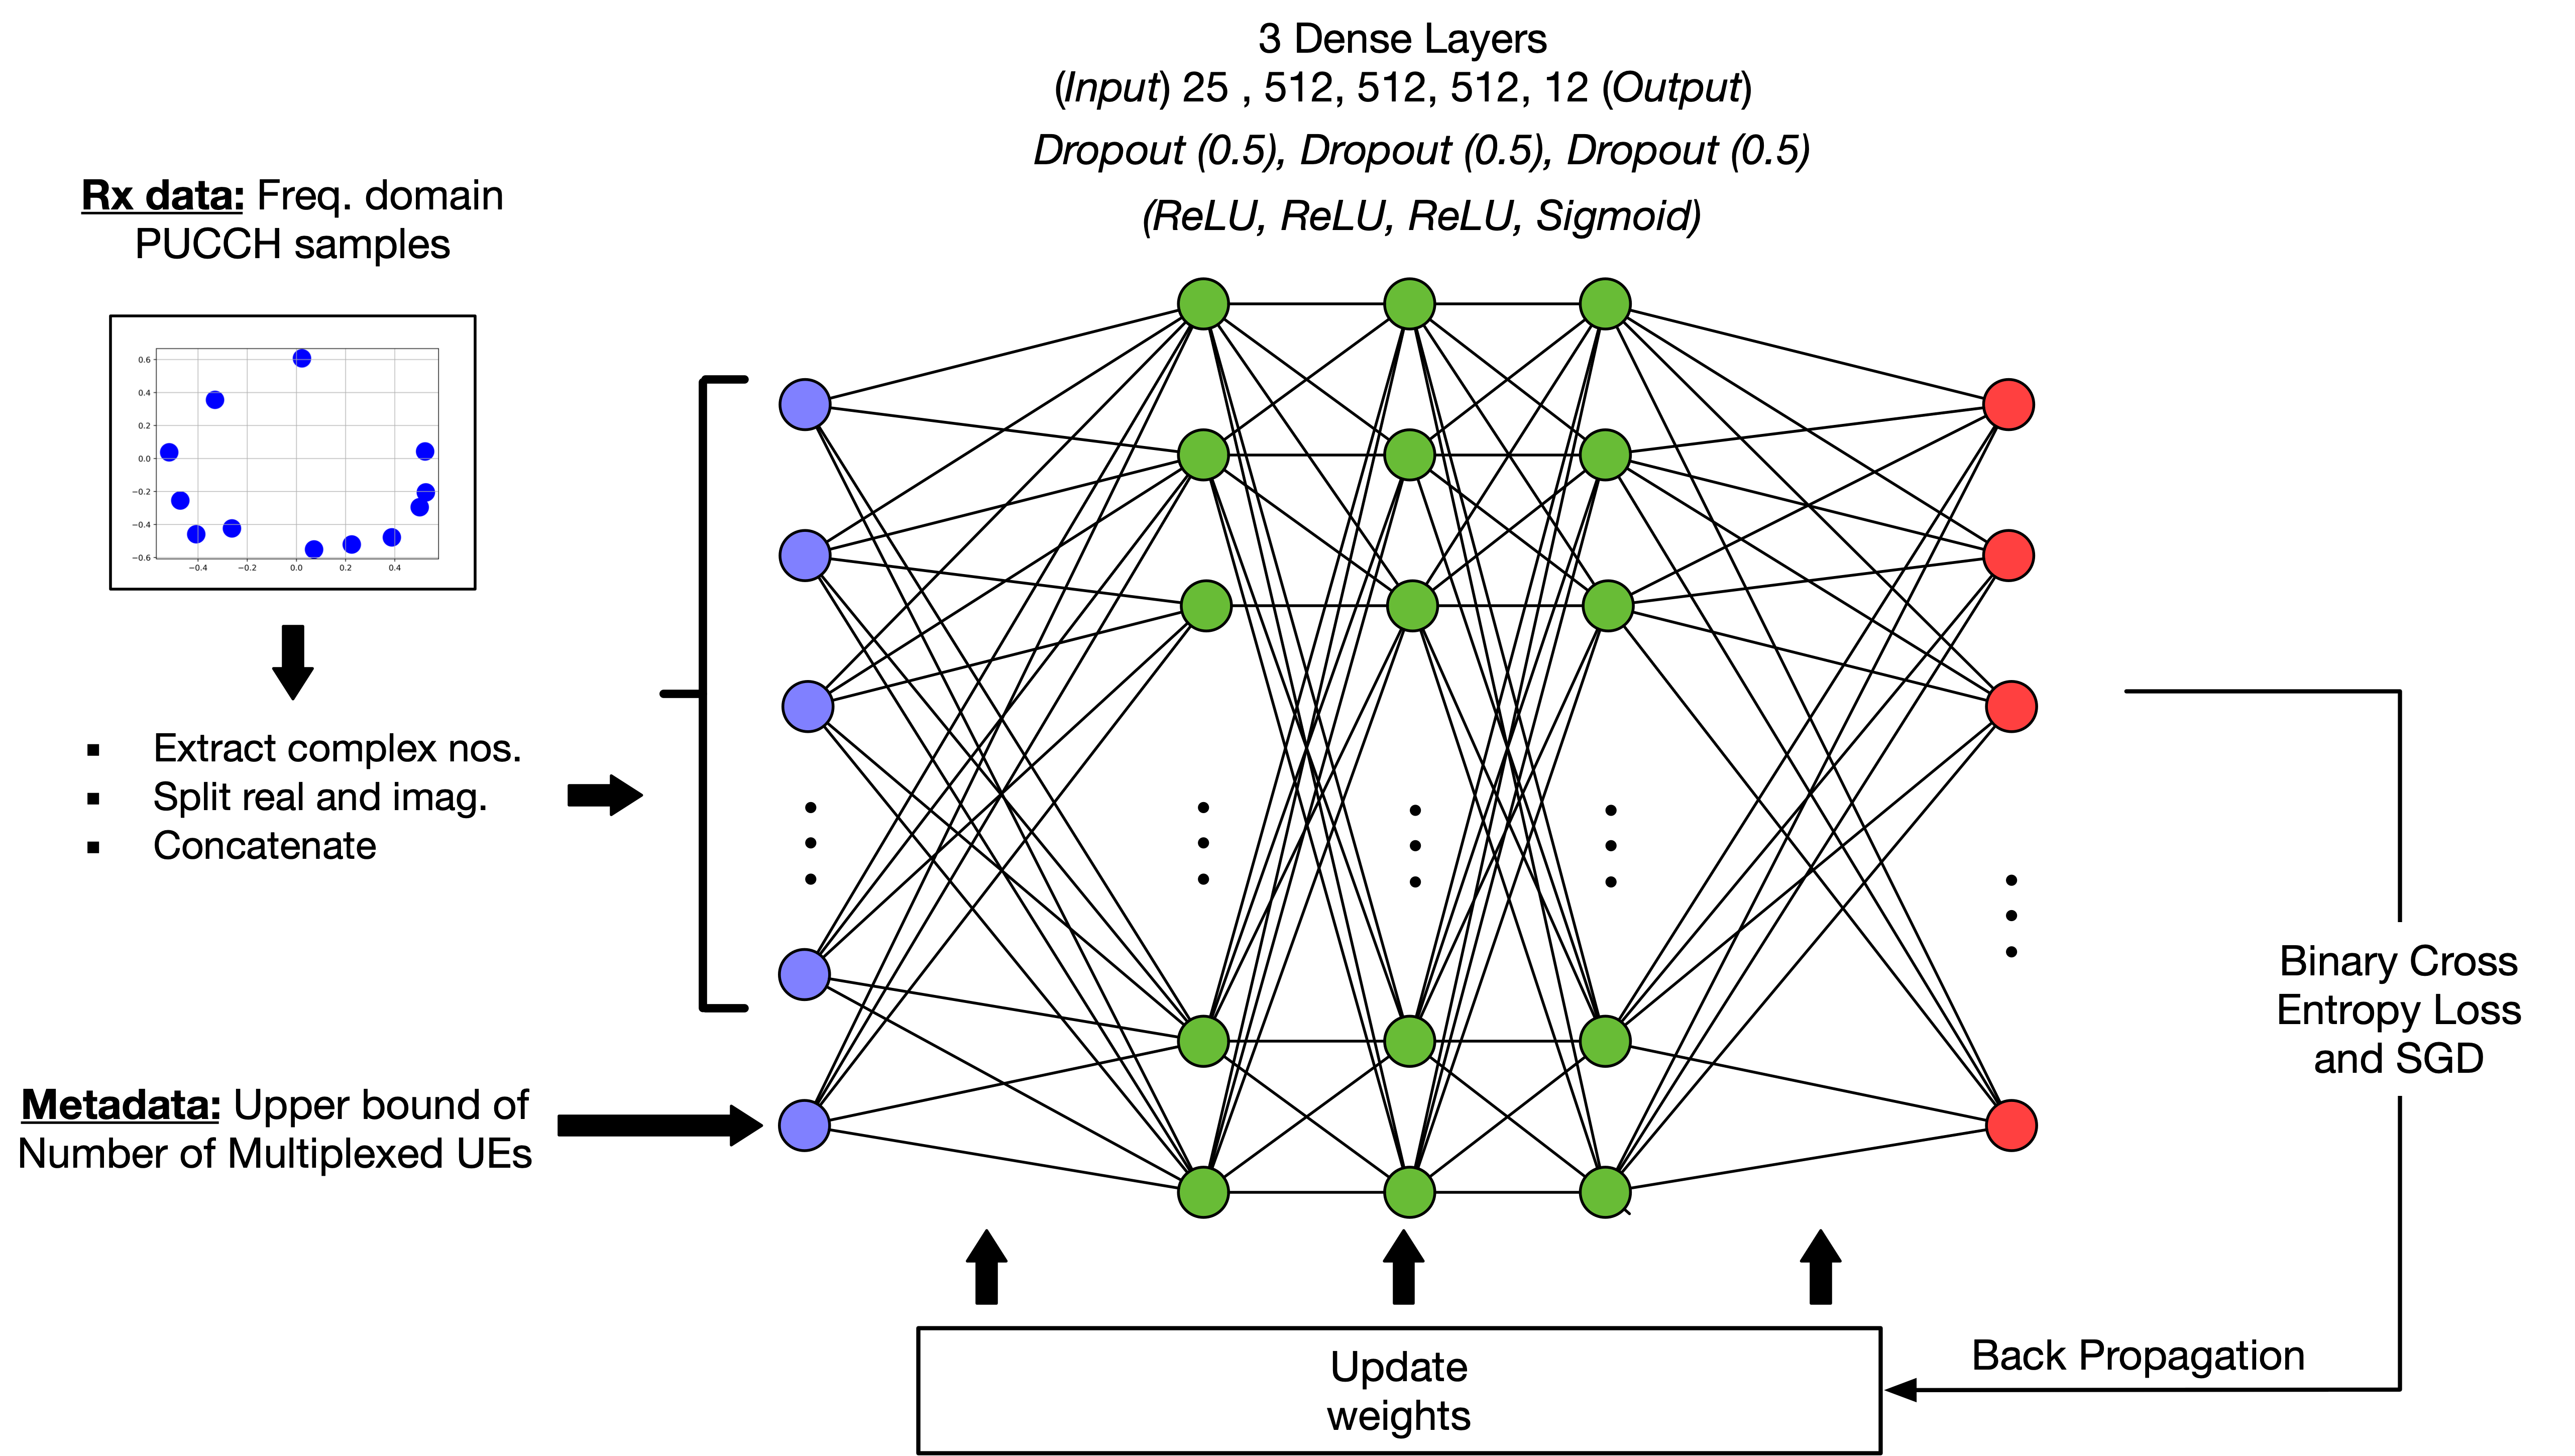 3 Dense Layers
(Input) 25 , 512, 512, 512, 12 (Output)
Dropout (0.5), Dropout (0.5), Dropout (0.5)
(ReLU, ReLU, ReLU, Sigmoid)
Rx data: Freq. domain
PUCCH samples
0.6
0.4
0.2
0.0
−0.2
−0.4
−0.6
−0.4 −0.2 0.0 0.2 0.4
▪ Extract complex nos.
▪ Split real and imag.
▪ Concatenate
Metadata: Upper bound of
Number of Multiplexed UEs
Binary Cross
Entropy Loss
and SGD
Back Propagation
Update
weights